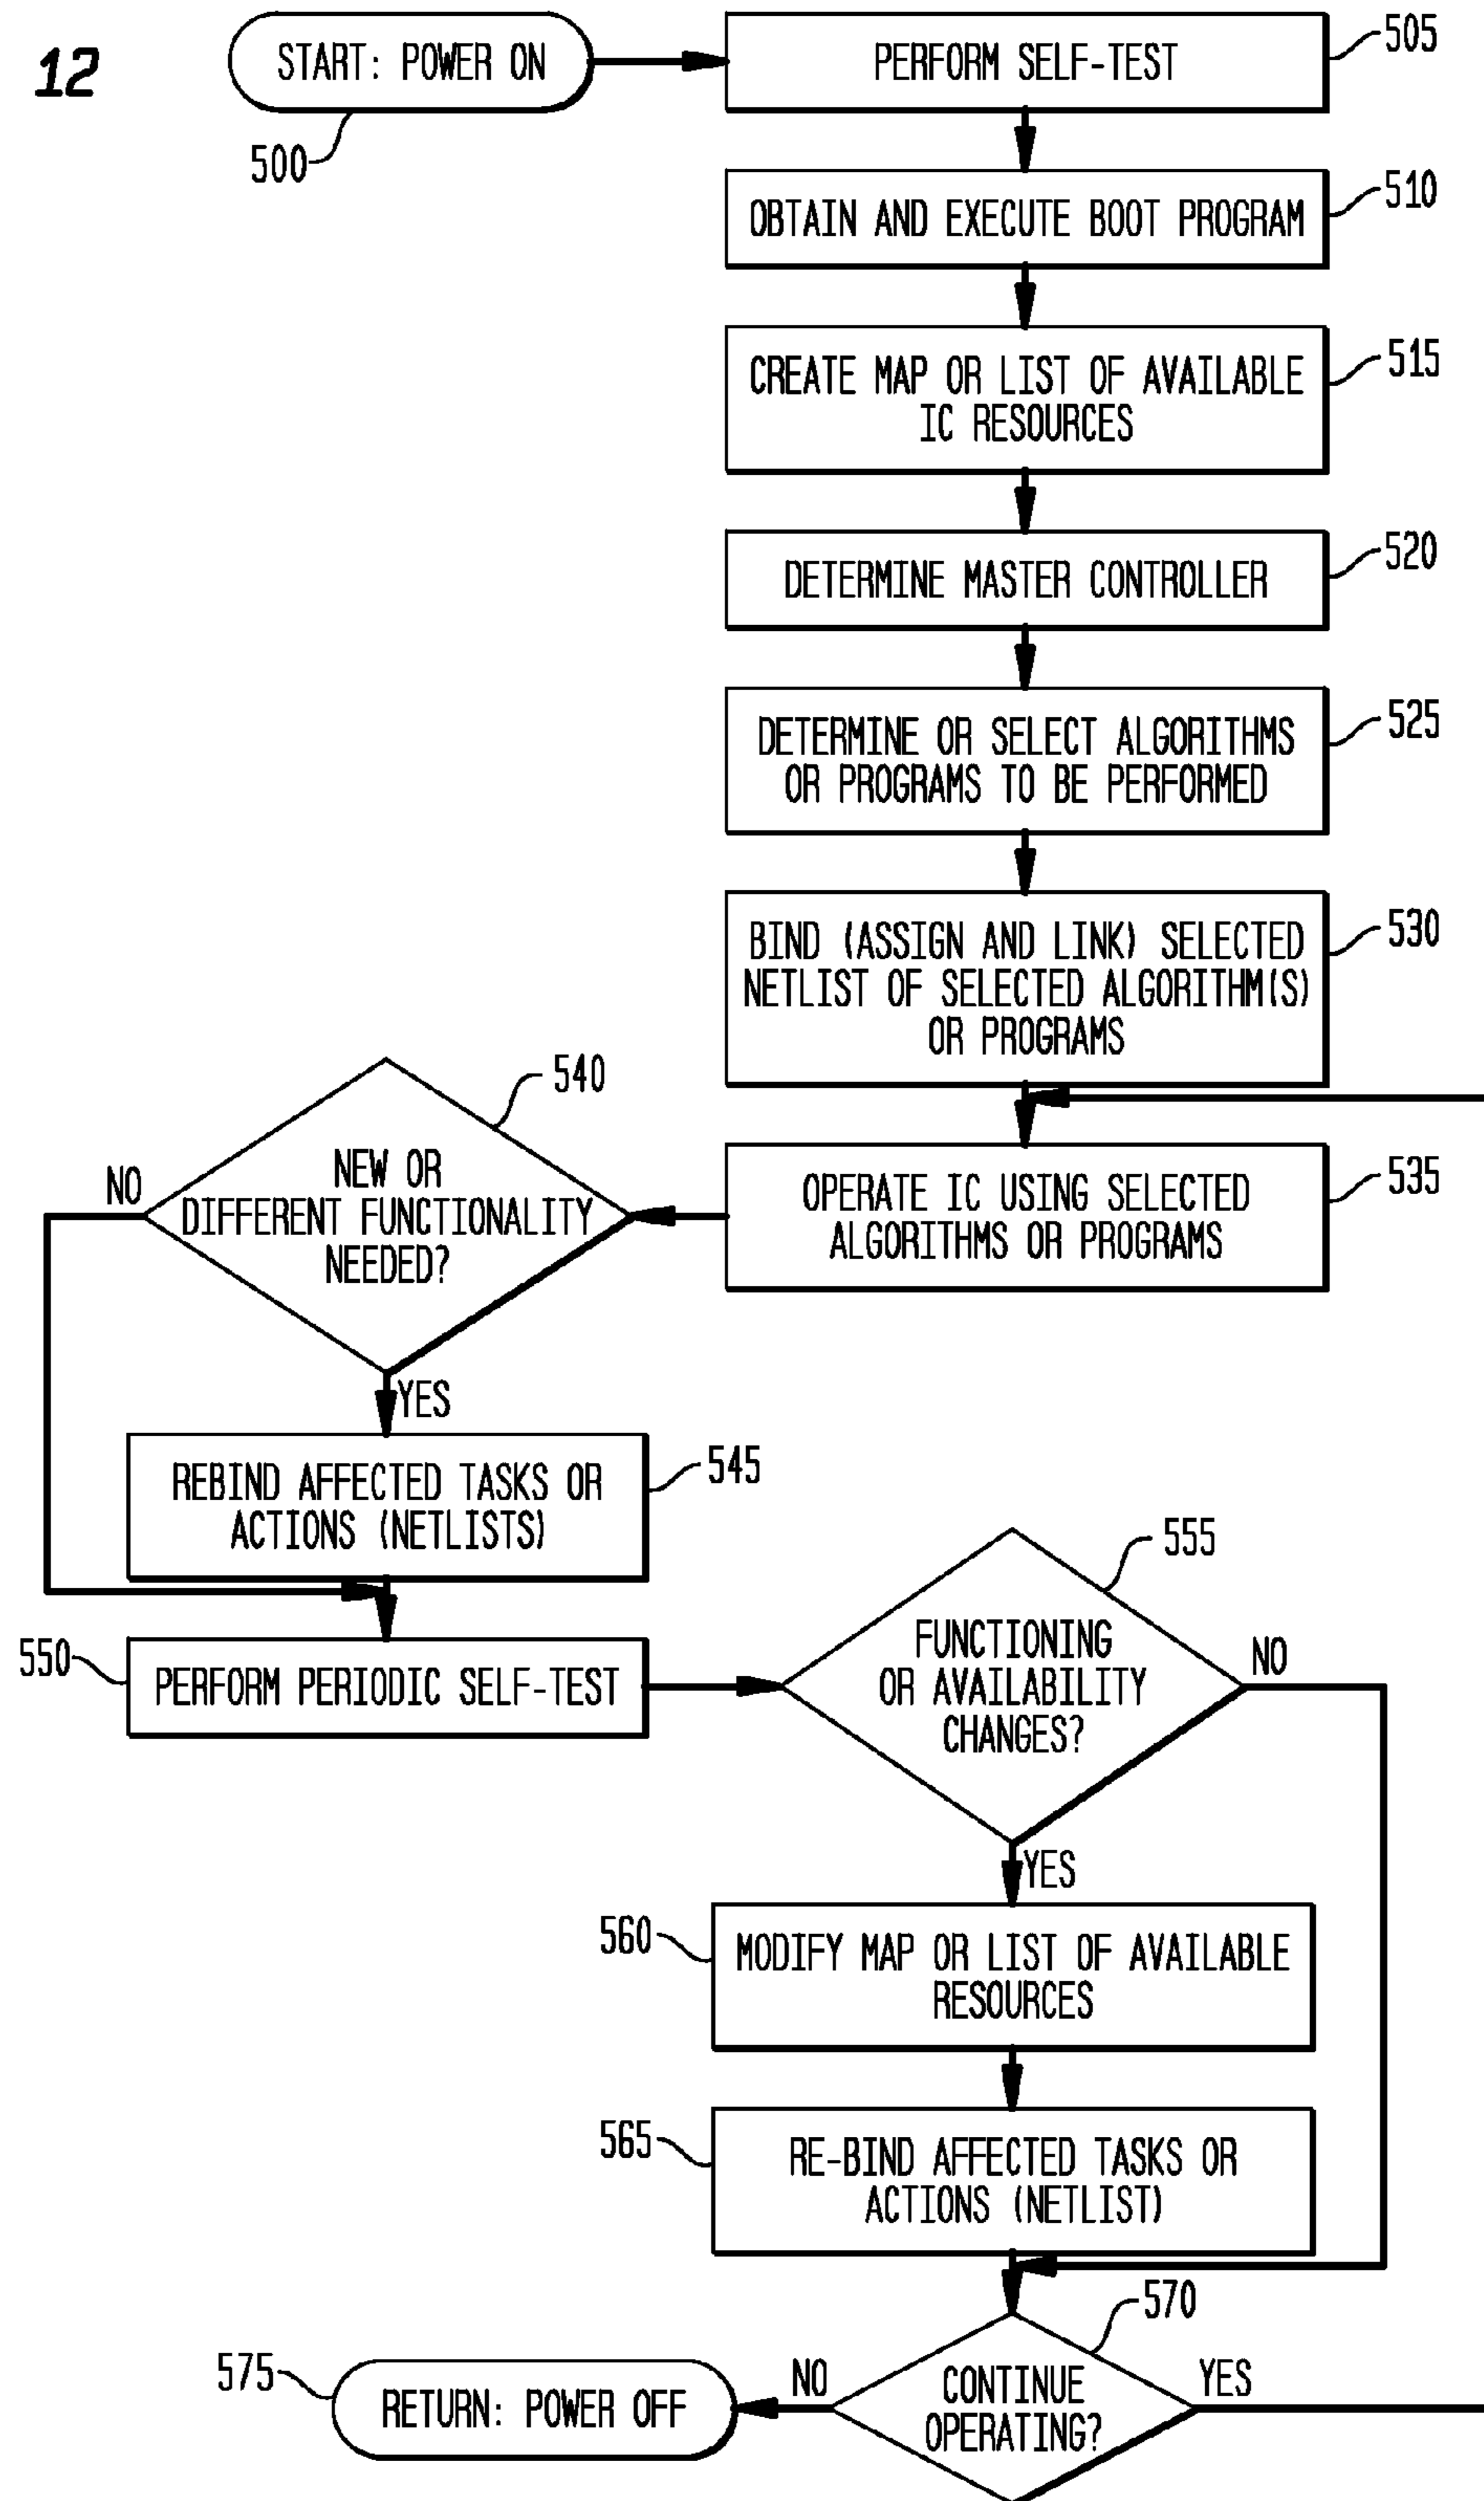 12
START: POWER ON
500
PERFORM SELF-TEST
505
OBTAIN AND EXECUTE BOOT PROGRAM
510
CREATE MAP OR LIST OF AVAILABLE
IC RESOURCES
515
DETERMINE MASTER CONTROLLER
520
DETERMINE OR SELECT ALGORITHMS
OR PROGRAMS TO BE PERFORMED
525
BIND (ASSIGN AND LINK) SELECTED
NETLIST OF SELECTED ALGORITHM(S)
OR PROGRAMS
530
OPERATE IC USING SELECTED
ALGORITHMS OR PROGRAMS
535
540
NEW OR
DIFFERENT FUNCTIONALITY
NEEDED?
NO
YES
REBIND AFFECTED TASKS OR
ACTIONS (NETLISTS)
545
550
PERFORM PERIODIC SELF-TEST
555
FUNCTIONING
OR AVAILABILITY
CHANGES?
NO
YES
560
MODIFY MAP OR LIST OF AVAILABLE
RESOURCES
565
RE-BIND AFFECTED TASKS OR
ACTIONS (NETLIST)
570
CONTINUE
OPERATING?
YES
NO
575
RETURN: POWER OFF